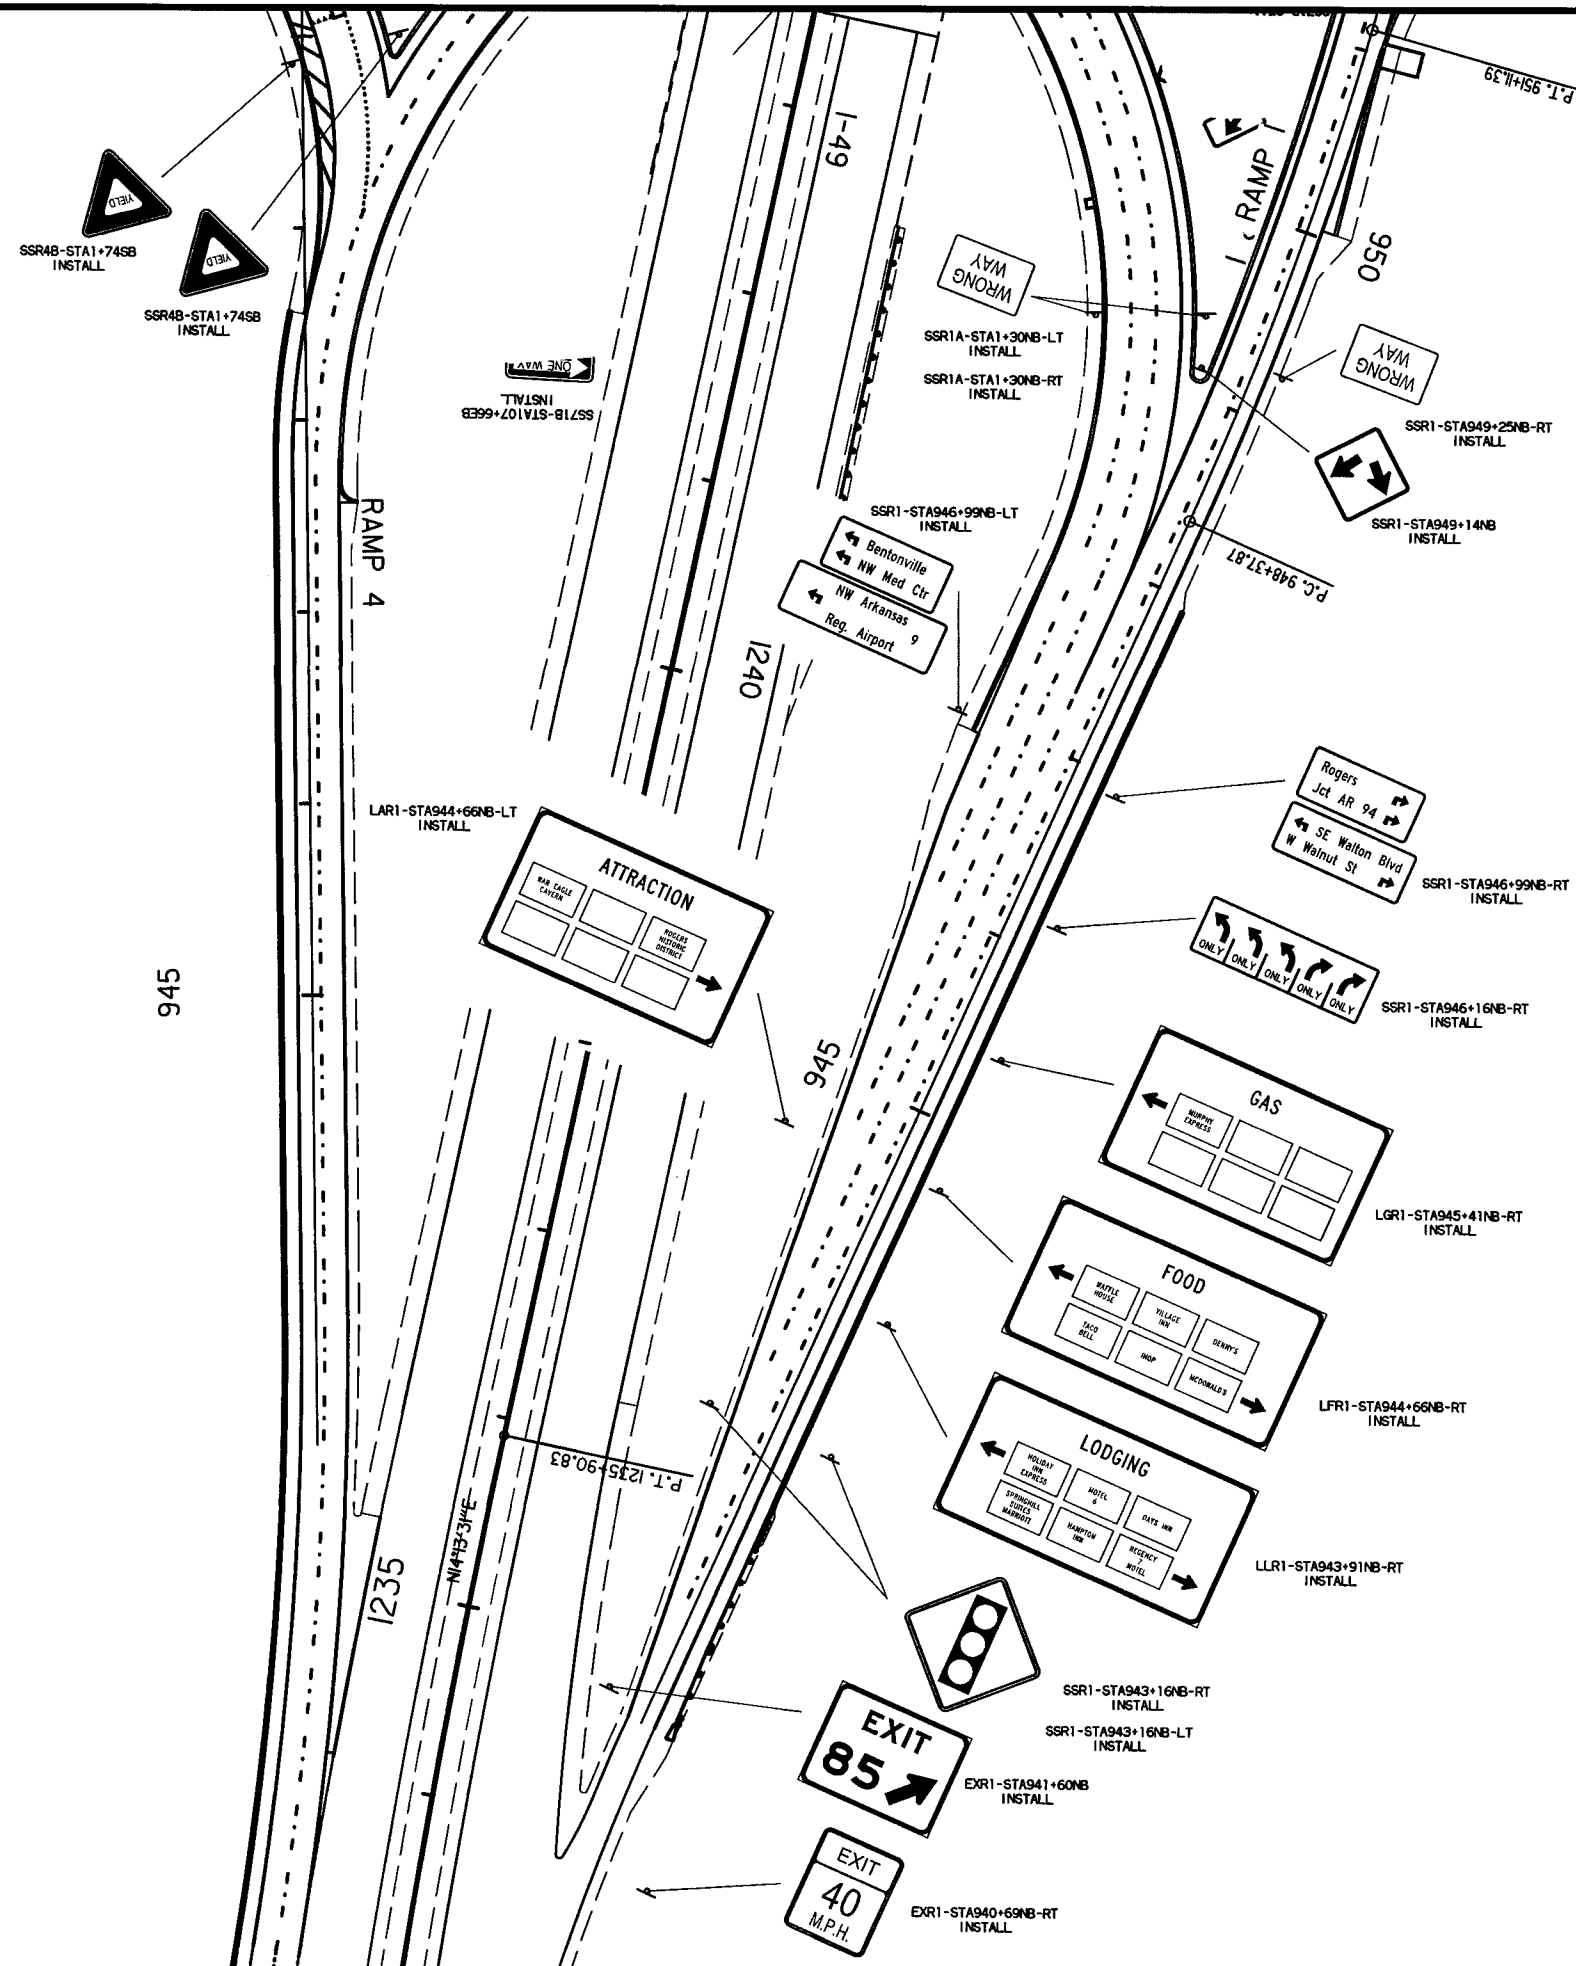 P.T. 951+11.39
I-49
RAMP 1
950
YIELD
SSR4B-STA1+74SB
INSTALL
YIELD
SSR4B-STA1+74SB
INSTALL
WRONG
WAY
SSR1A-STA1+30NB-LT
INSTALL
SSR1A-STA1+30NB-RT
INSTALL
WRONG
WAY
SSR1-STA949+25NB-RT
INSTALL
ONE WAY
SS71B-STA107+66EB
INSTALL
SSR1-STA949+14NB
INSTALL
RAMP 4
SSR1-STA946+99NB-LT
INSTALL
Bentonville
NW Med Ctr
NW Arkansas
Reg. Airport 9
P.C. 948+37.87
1240
Rogers
Jct AR 94
SE Walton Blvd
W Walnut St
SSR1-STA946+99NB-RT
INSTALL
LAR1-STA944+66NB-LT
INSTALL
ATTRACTION
WAR EAGLE
CAVERN
ROGERS
HISTORIC
DISTRICT
ONLY ONLY ONLY ONLY ONLY
SSR1-STA946+16NB-RT
INSTALL
945
945
GAS
MURPHY
EXPRESS
LGR1-STA945+41NB-RT
INSTALL
FOOD
WAFFLE
HOUSE
VILLAGE
INN
DENNY'S
TACO
BELL
IHOP
MCDONALD'S
LFR1-STA944+66NB-RT
INSTALL
LODGING
HOLIDAY
INN
EXPRESS
MOTEL
6
DAYS INN
SPRINGHILL
SUITES
MARRIOTT
HAMPTON
INN
REGENCY
7
MOTEL
LLR1-STA943+91NB-RT
INSTALL
P.T. 1235+90.83
N14°13'31"E
1235
SSR1-STA943+16NB-RT
INSTALL
SSR1-STA943+16NB-LT
INSTALL
EXIT
85
EXR1-STA941+60NB
INSTALL
EXIT
40
M.P.H.
EXR1-STA940+69NB-RT
INSTALL